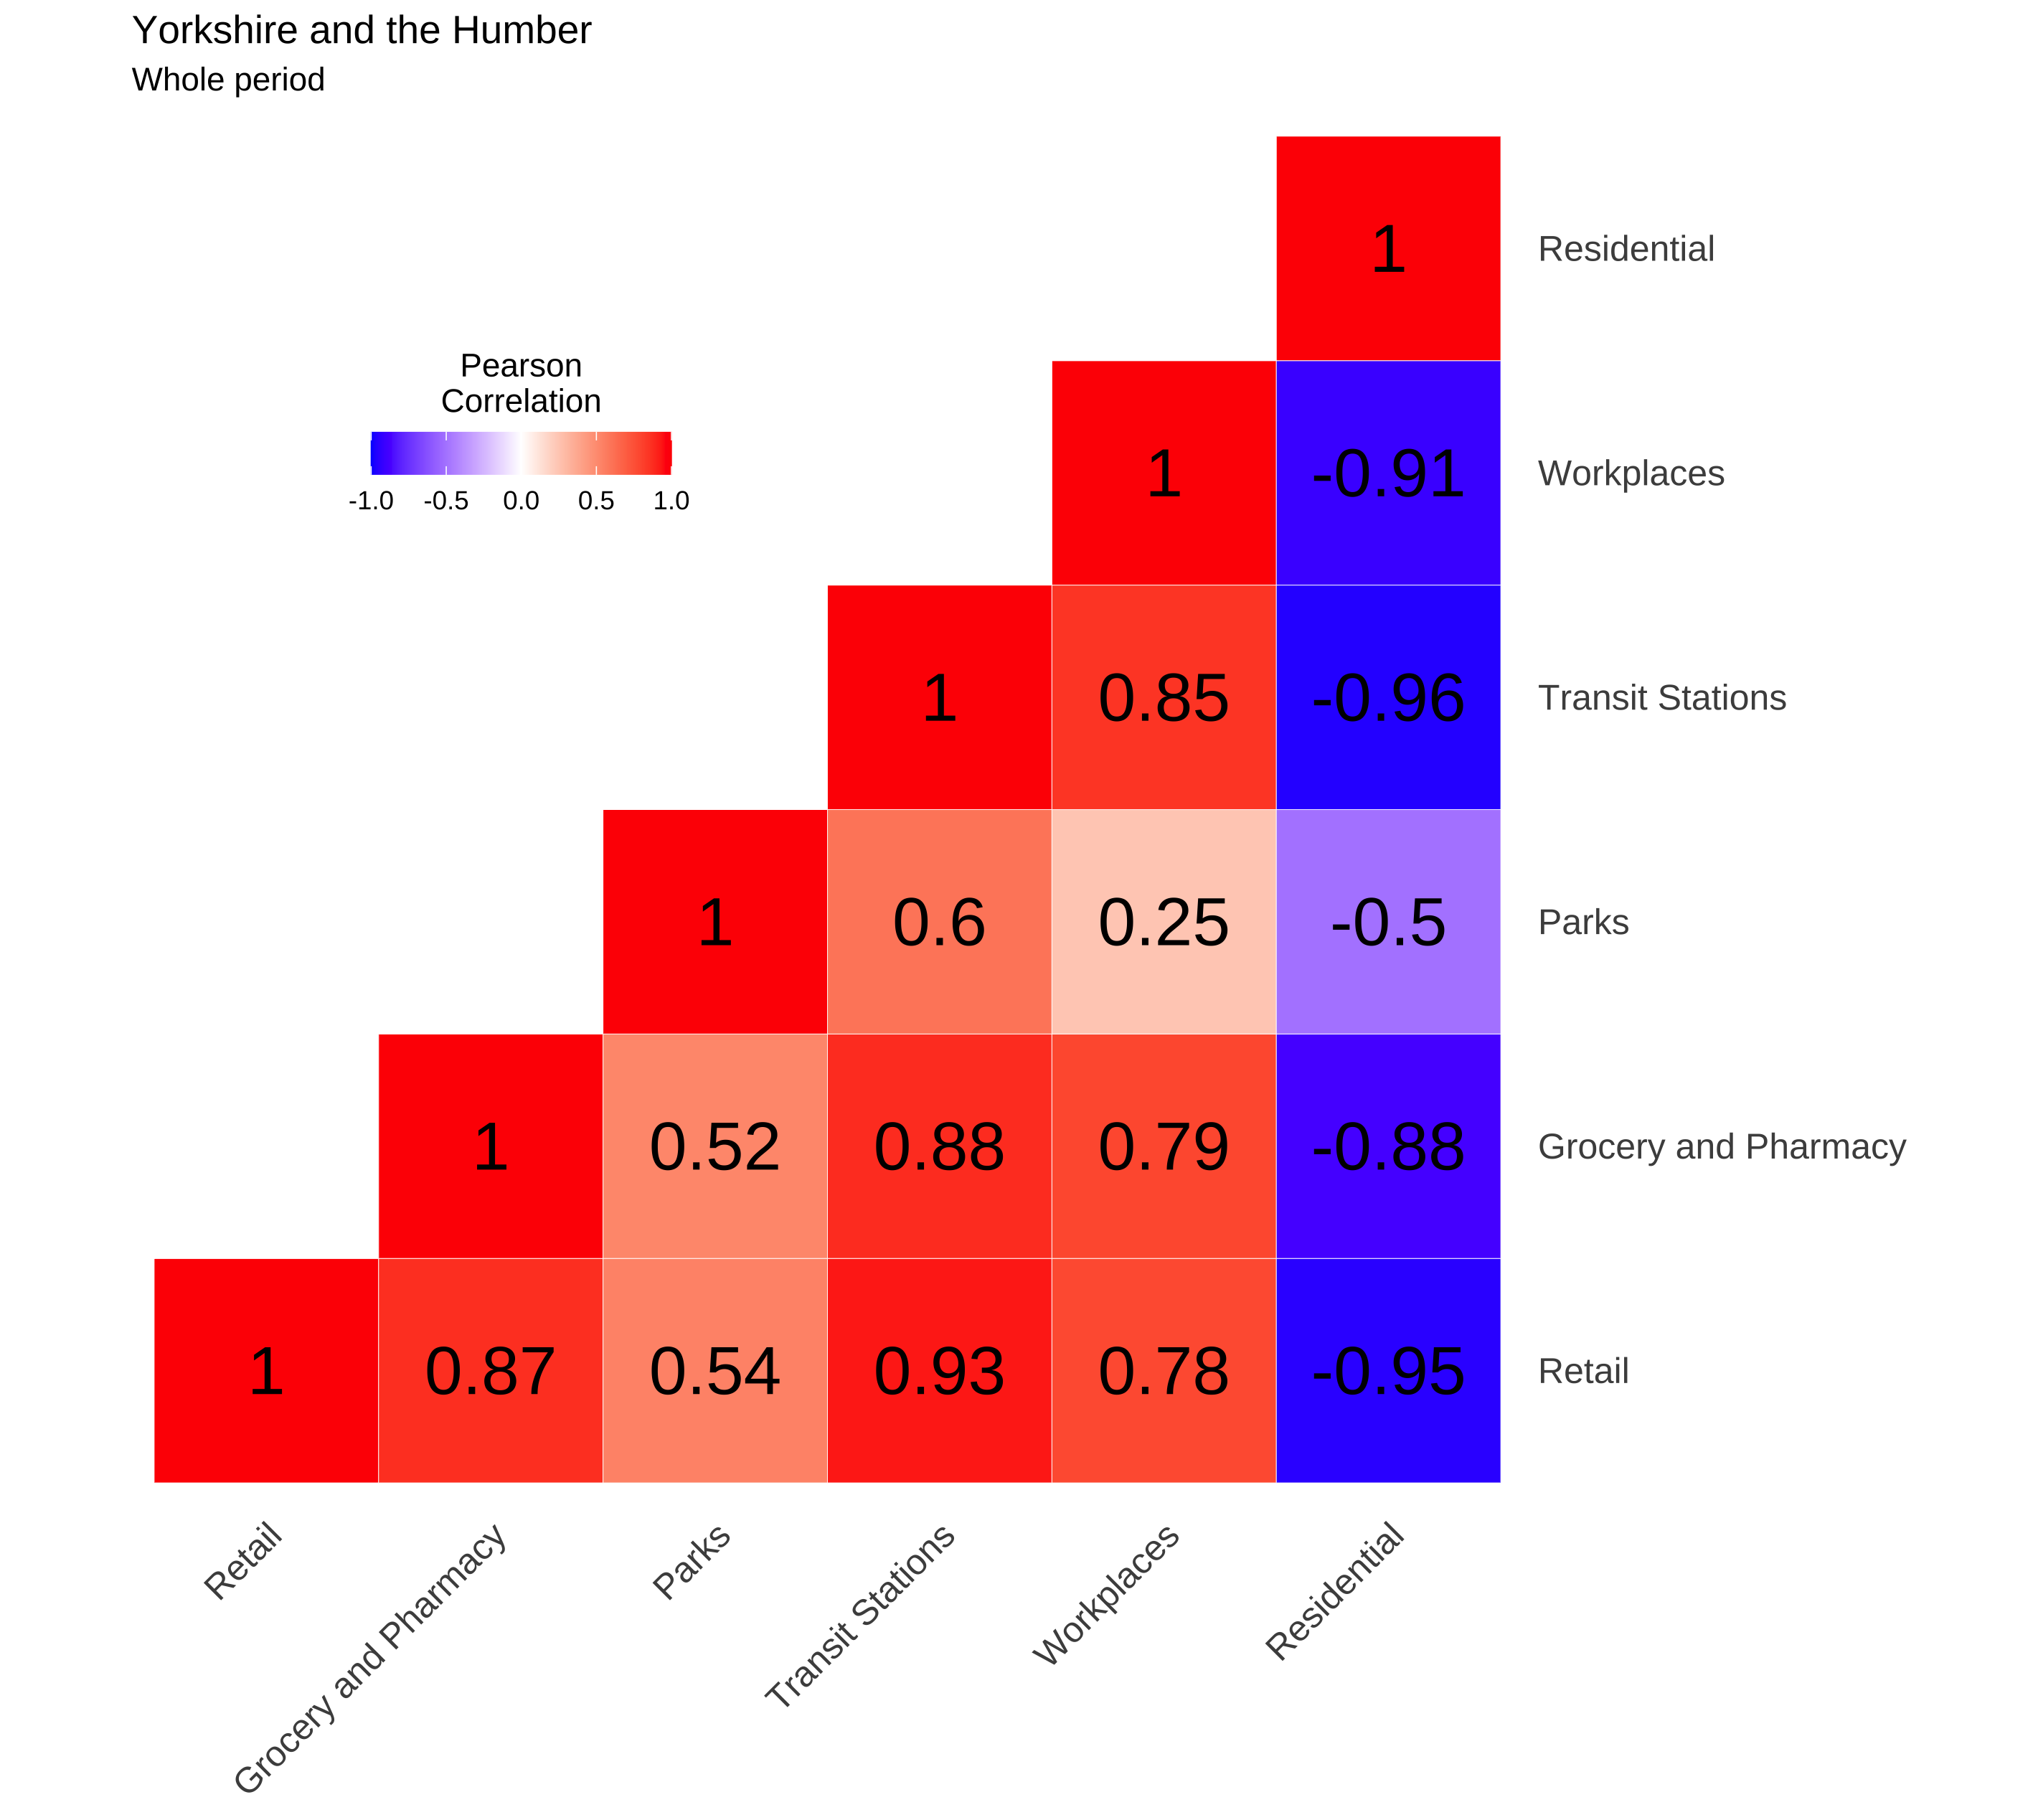 Yorkshire and the Humber
Whole period
1 Residential
Pearson
Correlation
-1.0 -0.5 0.0 0.5 1.0
1 -0.91 Workplaces
1 0.85 -0.96 Transit Stations
1 0.6 0.25 -0.5 Parks
1 0.52 0.88 0.79 -0.88 Grocery and Pharmacy
1 0.87 0.54 0.93 0.78 -0.95 Retail
Retail
Grocery and Pharmacy
Parks
Transit Stations
Workplaces
Residential